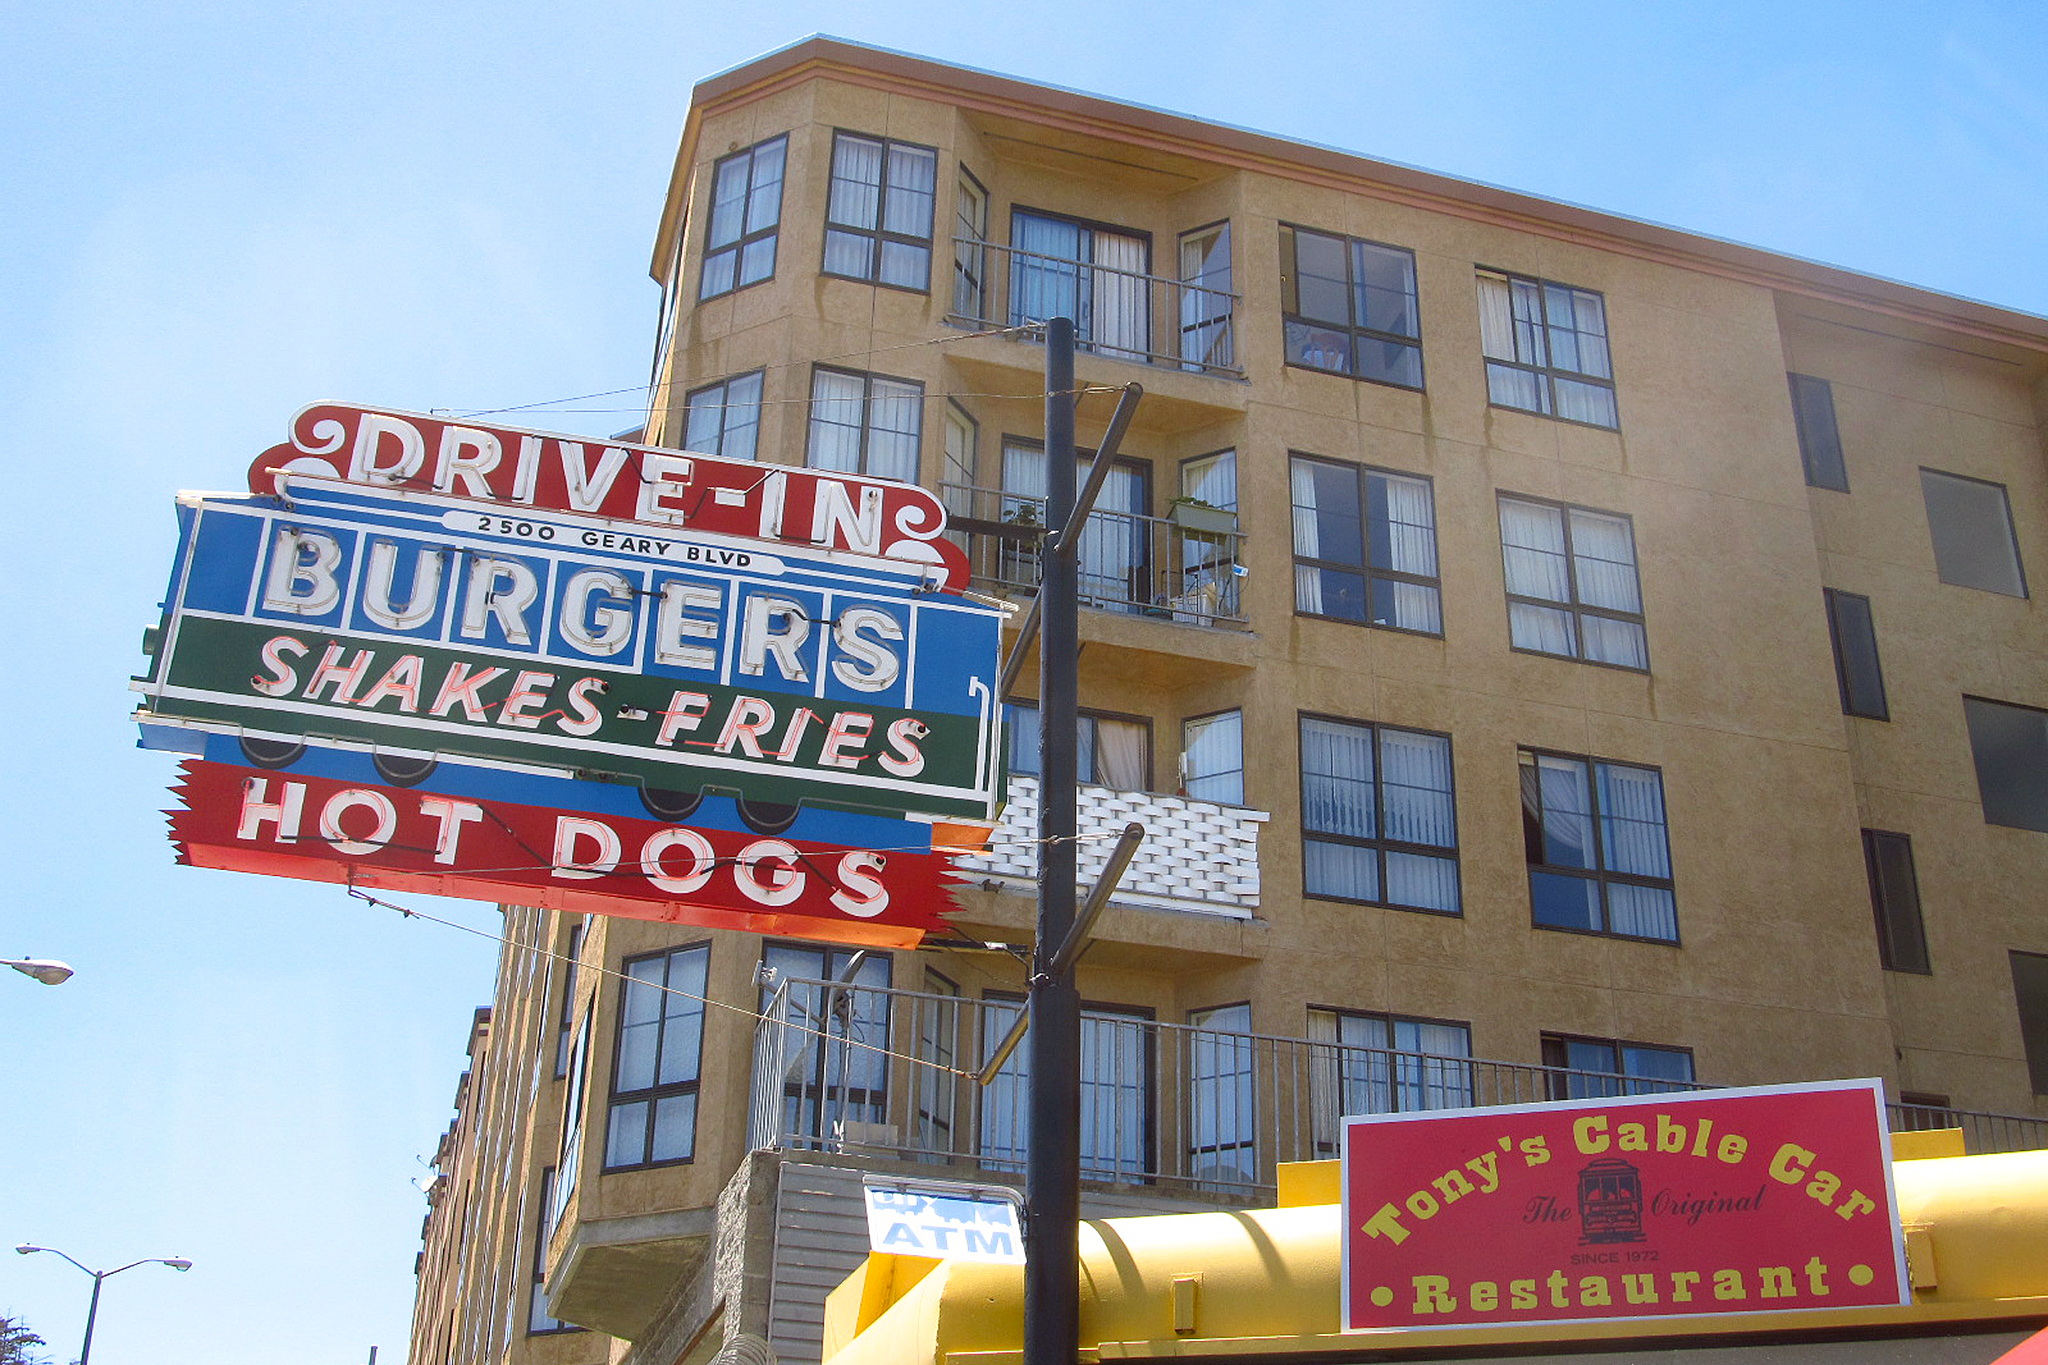 DRIVE-IN
2500 GEARY BLVD
BURGERS
SHAKES-FRIES
HOT DOGS
ATM
Tony's Cable Car
The Original
SINCE 1972
• Restaurant •